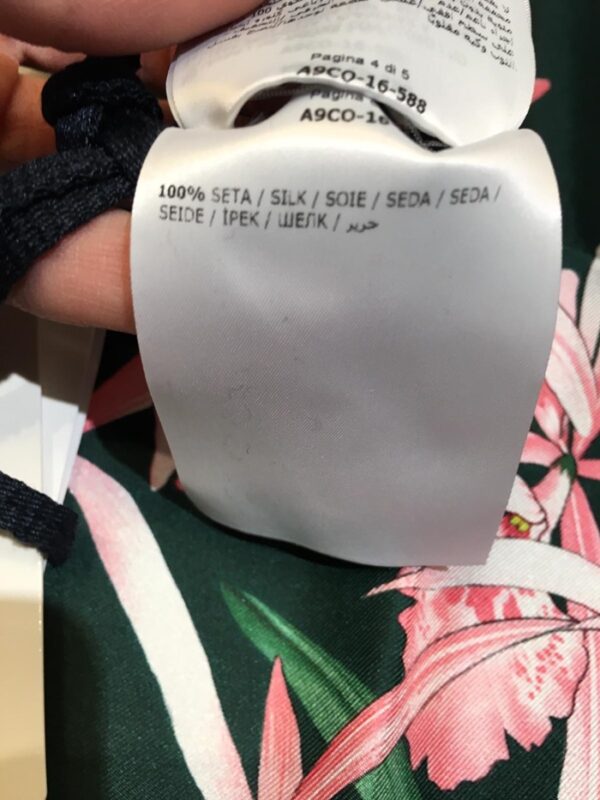 100
Pagina 4 di 5
A9CO-16-588
Pagina
A9CO-16
100% SETA / SILK / SOIE / SEDA / SEDA /
SEIDE / İPEK / ШЕЛК / حرير